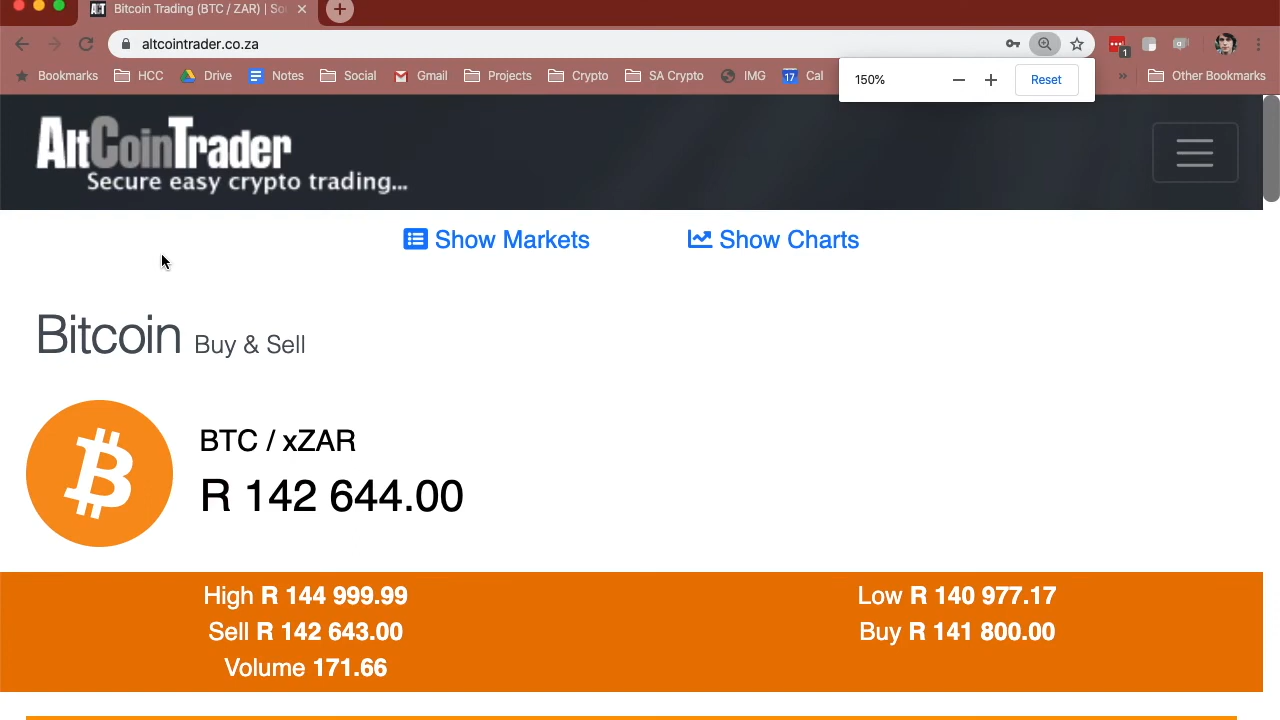 Bitcoin Trading (BTC / ZAR) | So
altcointrader.co.za
1
Bookmarks HCC Drive Notes Social Gmail Projects Crypto SA Crypto IMG 17 Cal » Other Bookmarks
150% Reset
AltCoinTrader
Secure easy crypto trading...
Show Markets Show Charts
Bitcoin Buy & Sell
BTC / xZAR
R 142 644.00
High R 144 999.99 Low R 140 977.17
Sell R 142 643.00 Buy R 141 800.00
Volume 171.66